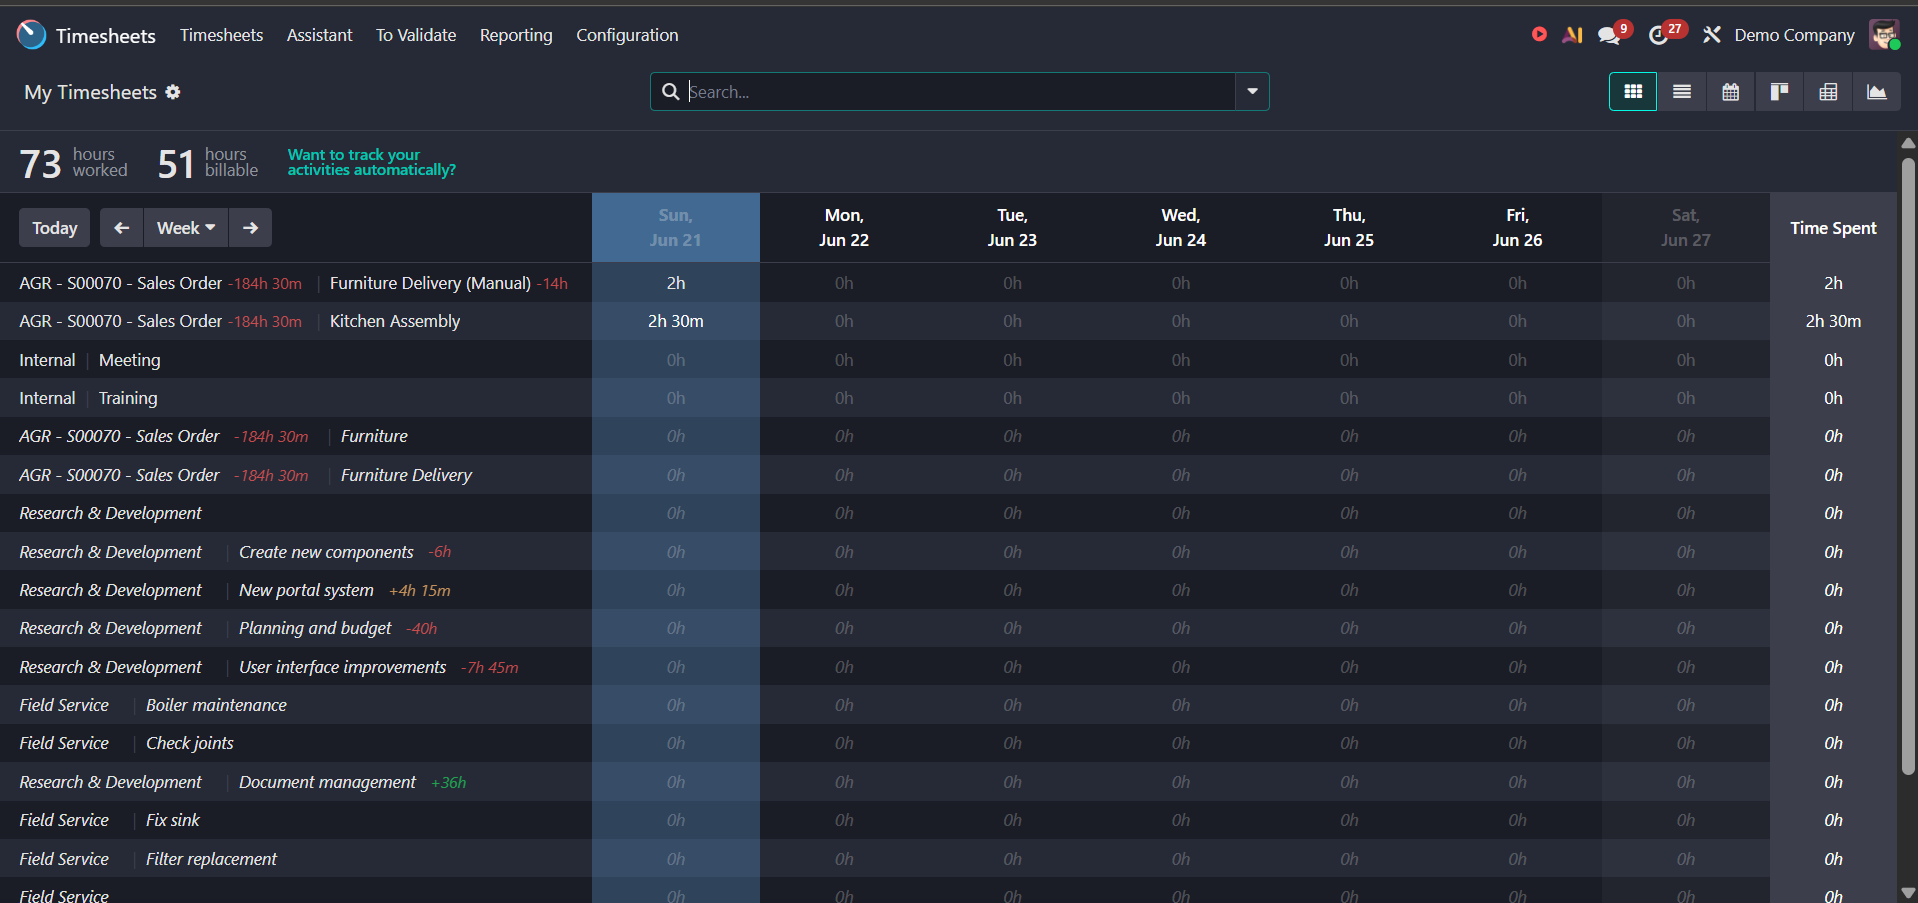 Timesheets Timesheets Assistant To Validate Reporting Configuration AI 9 27 Demo Company
My Timesheets Search...
73 hours worked 51 hours billable Want to track your activities automatically?
Today Week Sun, Jun 21 Mon, Jun 22 Tue, Jun 23 Wed, Jun 24 Thu, Jun 25 Fri, Jun 26 Sat, Jun 27 Time Spent
AGR - S00070 - Sales Order -184h 30m Furniture Delivery (Manual) -14h 2h 0h 0h 0h 0h 0h 0h 2h
AGR - S00070 - Sales Order -184h 30m Kitchen Assembly 2h 30m 0h 0h 0h 0h 0h 0h 2h 30m
Internal Meeting 0h 0h 0h 0h 0h 0h 0h 0h
Internal Training 0h 0h 0h 0h 0h 0h 0h 0h
AGR - S00070 - Sales Order -184h 30m Furniture 0h 0h 0h 0h 0h 0h 0h 0h
AGR - S00070 - Sales Order -184h 30m Furniture Delivery 0h 0h 0h 0h 0h 0h 0h 0h
Research & Development 0h 0h 0h 0h 0h 0h 0h 0h
Research & Development Create new components -6h 0h 0h 0h 0h 0h 0h 0h 0h
Research & Development New portal system +4h 15m 0h 0h 0h 0h 0h 0h 0h 0h
Research & Development Planning and budget -40h 0h 0h 0h 0h 0h 0h 0h 0h
Research & Development User interface improvements -7h 45m 0h 0h 0h 0h 0h 0h 0h 0h
Field Service Boiler maintenance 0h 0h 0h 0h 0h 0h 0h 0h
Field Service Check joints 0h 0h 0h 0h 0h 0h 0h 0h
Research & Development Document management +36h 0h 0h 0h 0h 0h 0h 0h 0h
Field Service Fix sink 0h 0h 0h 0h 0h 0h 0h 0h
Field Service Filter replacement 0h 0h 0h 0h 0h 0h 0h 0h
Field Service 0h 0h 0h 0h 0h 0h 0h 0h